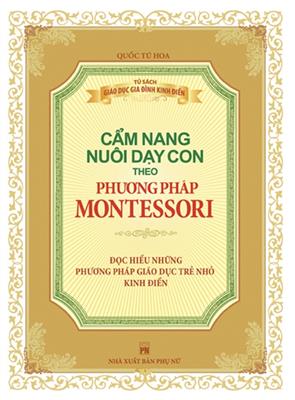 QUỐC TÚ HOA
TỦ SÁCH
GIÁO DỤC GIA ĐÌNH KINH ĐIỂN
CẨM NANG
NUÔI DẠY CON
THEO
PHƯƠNG PHÁP
MONTESSORI
ĐỌC HIỂU NHỮNG
PHƯƠNG PHÁP GIÁO DỤC TRẺ NHỎ
KINH ĐIỂN
PN
NHÀ XUẤT BẢN PHỤ NỮ